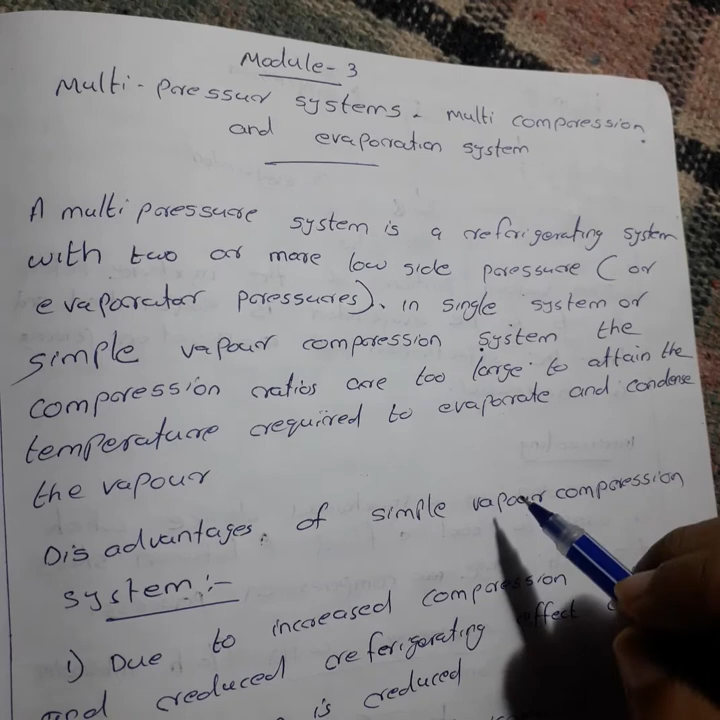 Module-3
Multi-pressur systems. multi compression
and evaporation system
A multi pressure system is a refrigerating system
with two or more low side pressure (or
evaporator pressures). in single system or
simple vapour compression system the
compression ratios are too large to attain the
temperature required to evaporate and condense
the vapour
Disadvantages of simple vapour compression
system:-
1) Due to increased compression
and reduced refrigerating effect
is reduced